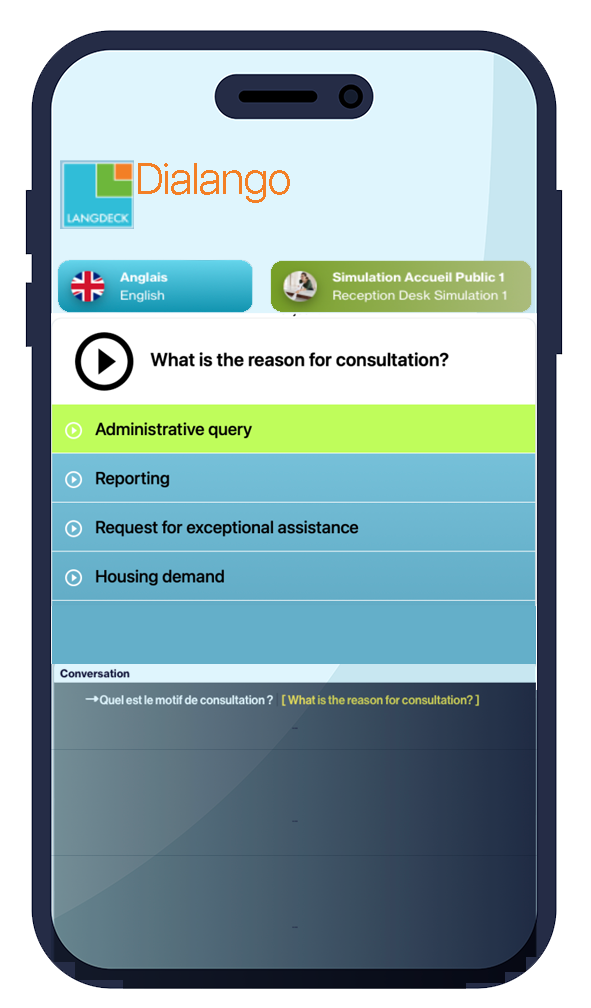 Dialango
LANGDECK
Anglais
English
Simulation Accueil Public 1
Reception Desk Simulation 1
What is the reason for consultation?
Administrative query
Reporting
Request for exceptional assistance
Housing demand
Conversation
→Quel est le motif de consultation ? [ What is the reason for consultation? ]